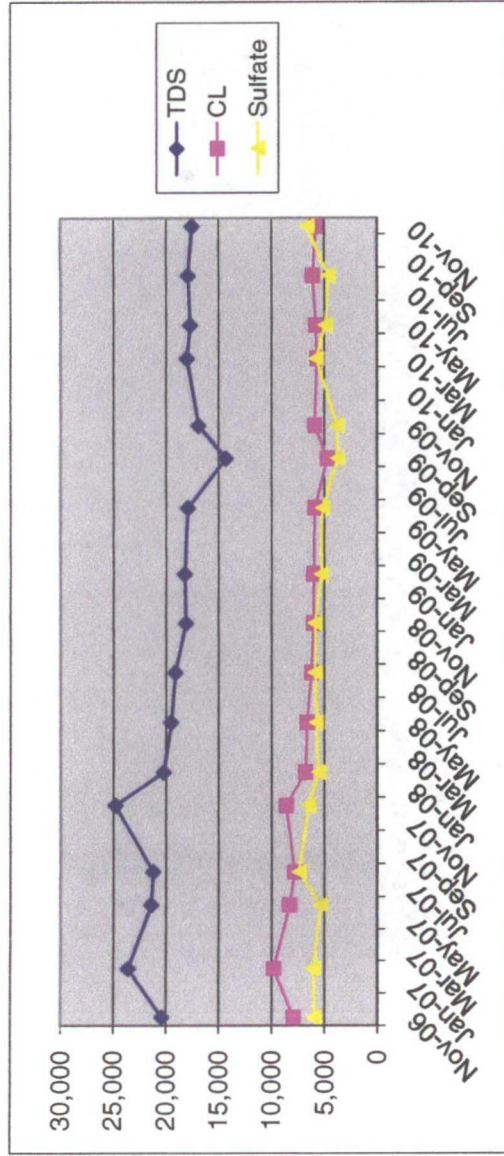 30,000
25,000
20,000
15,000
10,000
5,000
0
Nov-06
Jan-07
Mar-07
May-07
Jul-07
Sep-07
Nov-07
Jan-08
Mar-08
May-08
Jul-08
Sep-08
Nov-08
Jan-09
Mar-09
May-09
Jul-09
Sep-09
Nov-09
Jan-10
Mar-10
May-10
Jul-10
Sep-10
Nov-10
TDS
CL
Sulfate